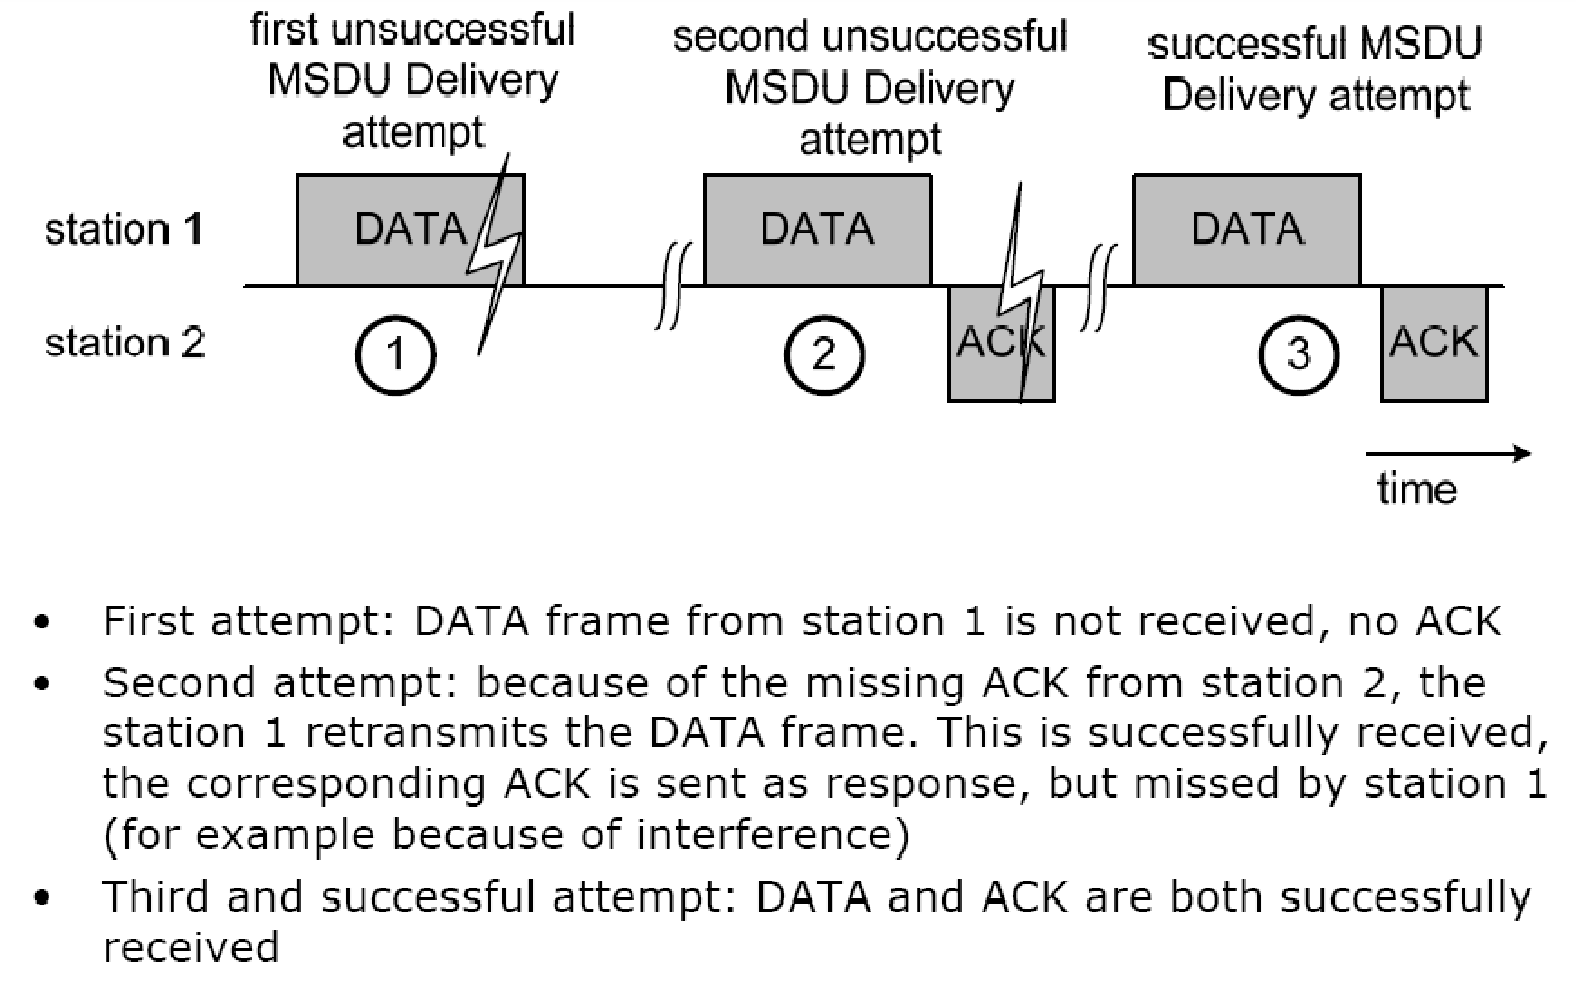 first unsuccessful
MSDU Delivery
attempt
second unsuccessful
MSDU Delivery
attempt
successful MSDU
Delivery attempt
station 1
DATA
DATA
DATA
station 2
1
2
ACK
3
ACK
time
• First attempt: DATA frame from station 1 is not received, no ACK
• Second attempt: because of the missing ACK from station 2, the
station 1 retransmits the DATA frame. This is successfully received,
the corresponding ACK is sent as response, but missed by station 1
(for example because of interference)
• Third and successful attempt: DATA and ACK are both successfully
received